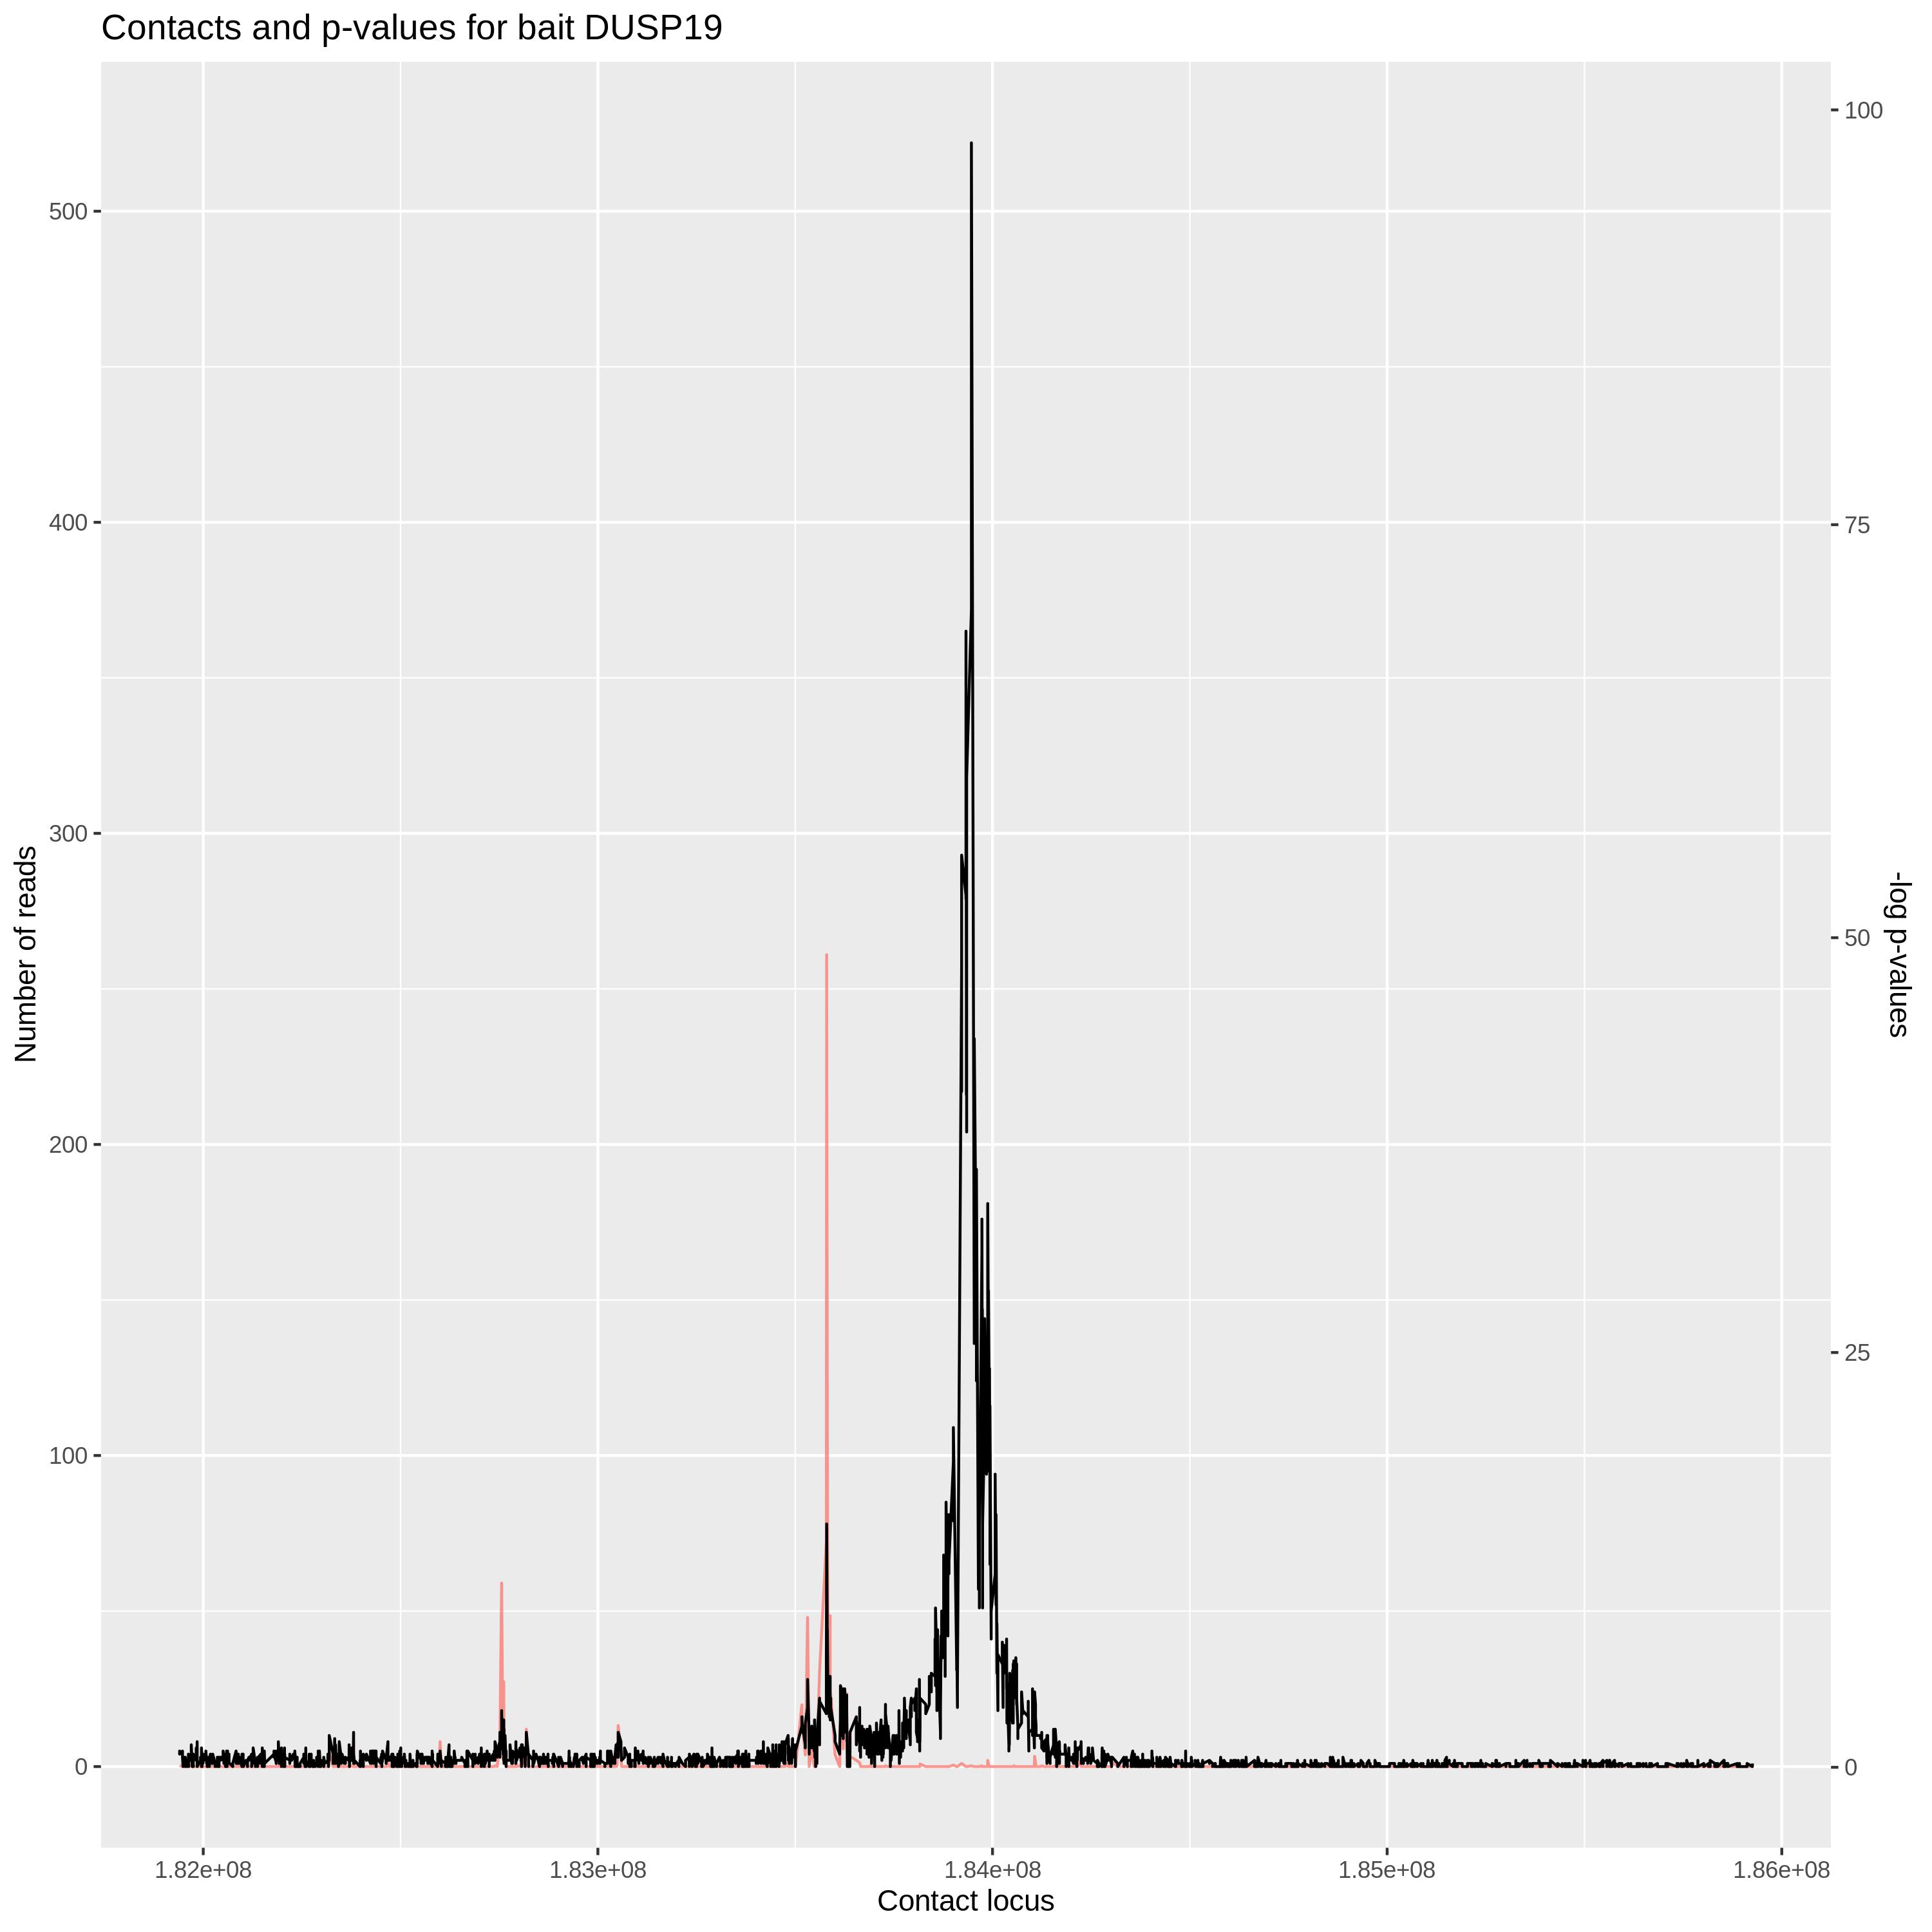 Contacts and p-values for bait DUSP19
Number of reads
500
400
300
200
100
0
100
75
50
25
0
-log p-values
1.82e+08
1.83e+08
1.84e+08
1.85e+08
1.86e+08
Contact locus